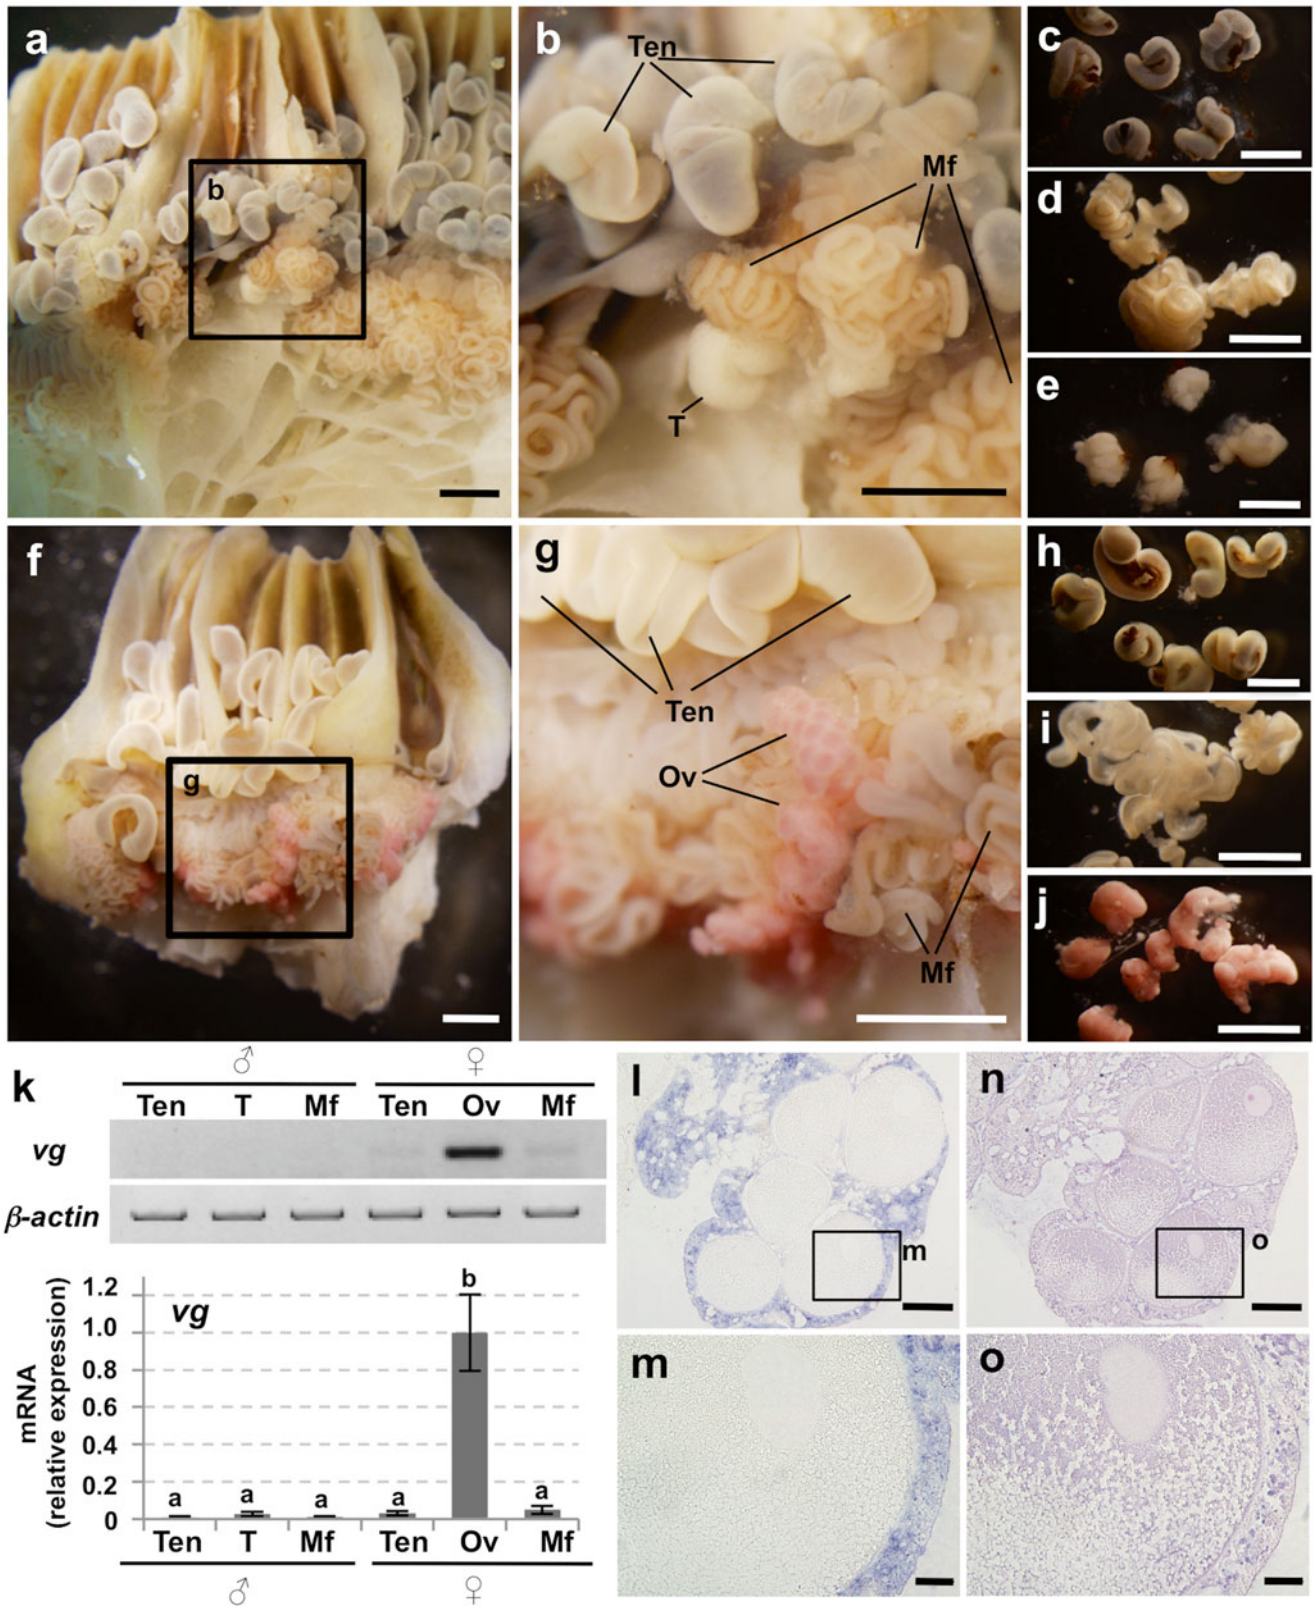 a
b
b
Ten
Mf
T
c
d
e
f
g
g
Ten
Ov
Mf
h
i
j
k
♂ ♀
Ten T Mf Ten Ov Mf
vg
β-actin
mRNA
(relative expression)
vg
1.2
1.0
0.8
0.6
0.4
0.2
0
a a a a b a
Ten T Mf Ten Ov Mf
♂ ♀
l
m
n
o
m
o